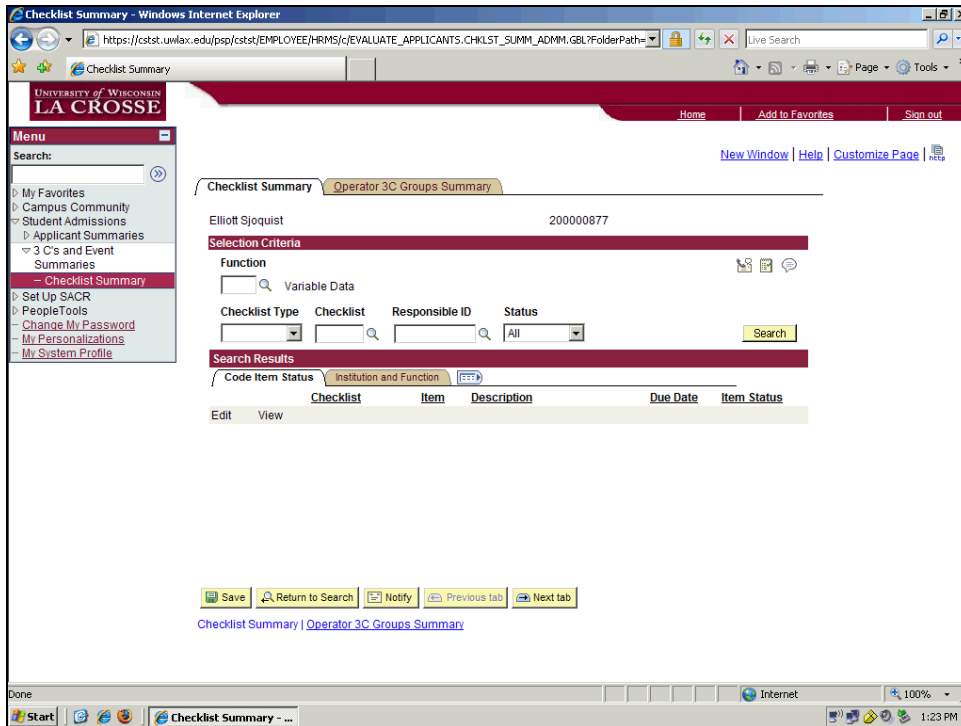 Checklist Summary - Windows Internet Explorer
https://cstst.uwlax.edu/psp/cstst/EMPLOYEE/HRMS/c/EVALUATE_APPLICANTS.CHKLST_SUMM_ADMM.GBL?FolderPath=
Live Search
Checklist Summary
Page
Tools
UNIVERSITY of WISCONSIN
LA CROSSE
Home
Add to Favorites
Sign out
Menu
Search:
My Favorites
Campus Community
Student Admissions
Applicant Summaries
3 C's and Event
Summaries
– Checklist Summary
Set Up SACR
PeopleTools
– Change My Password
– My Personalizations
– My System Profile
New Window | Help | Customize Page |
http
Checklist Summary
Operator 3C Groups Summary
Elliott Sjoquist 200000877
Selection Criteria
Function
Variable Data
Checklist Type Checklist Responsible ID Status
All
Search
Search Results
Code Item Status
Institution and Function
Checklist Item Description Due Date Item Status
Edit View
Save
Return to Search
Notify
Previous tab
Next tab
Checklist Summary | Operator 3C Groups Summary
Done
Internet
100%
Start
Checklist Summary - ...
1:23 PM